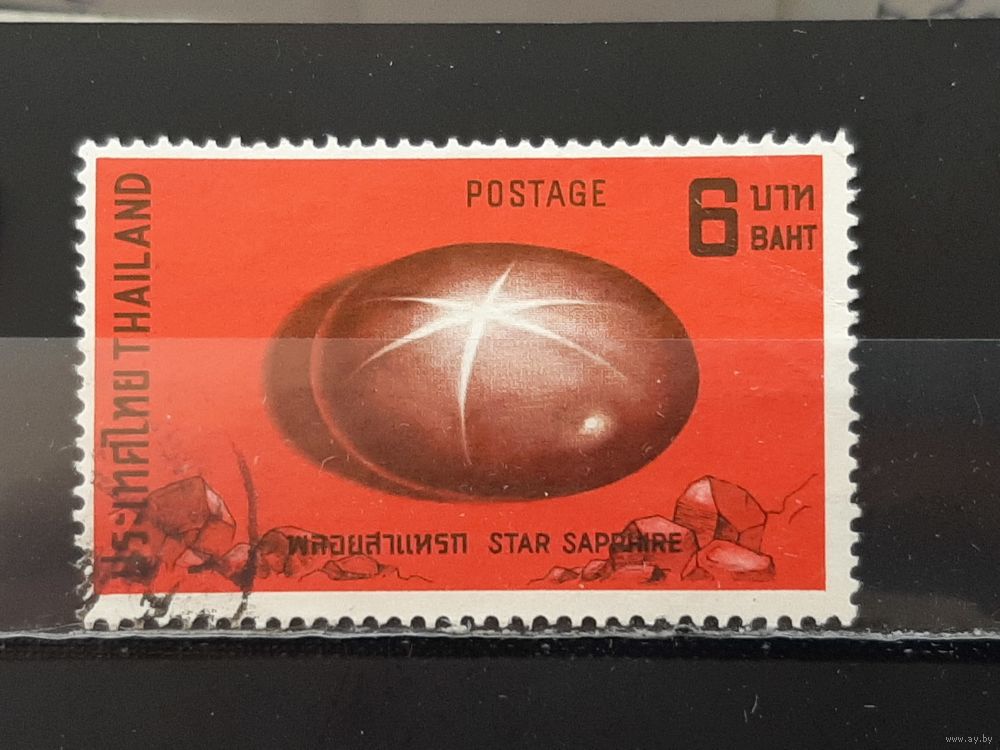 POSTAGE
6 บาท
BAHT
ประเทศไทย THAILAND
พลอยสาแหรก STAR SAPPHIRE
www.ay.by